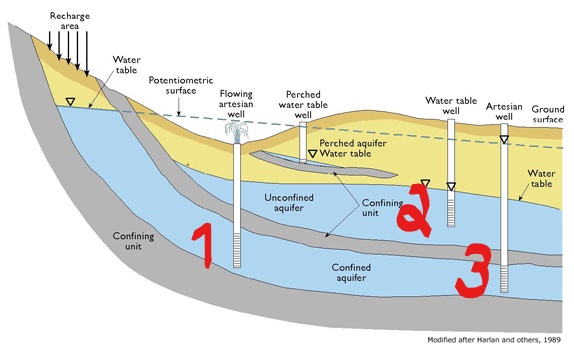 Recharge
area
Water
table
Potentiometric
surface
Flowing
artesian
well
Perched
water table
well
Water table
well
Artesian
well
Ground
surface
Perched aquifer
Water table
Water
table
Unconfined
aquifer
Confining
unit
2
Confining
unit
1
Confined
aquifer
3
Modified after Harlan and others, 1989